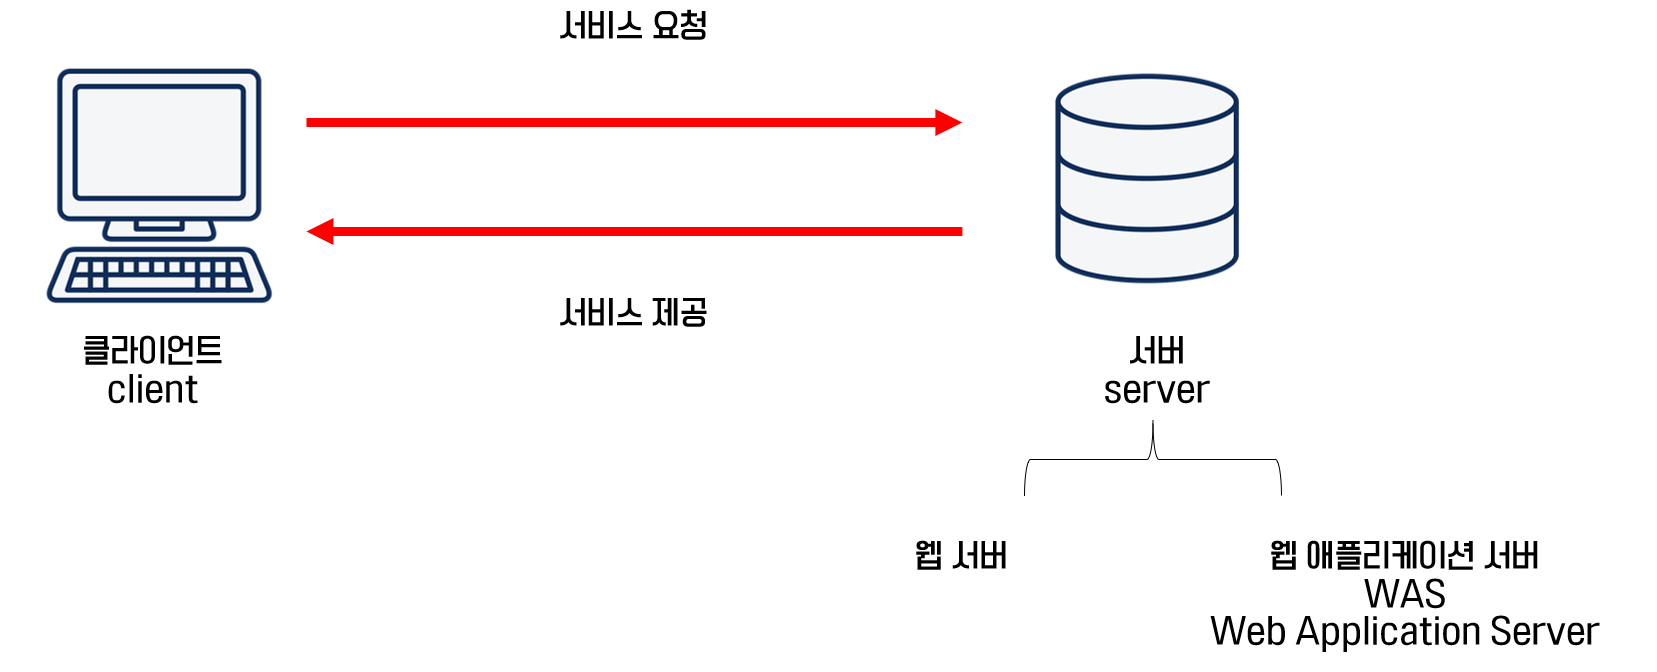 서비스 요청
서비스 제공
클라이언트
client
서버
server
웹 서버
웹 애플리케이션 서버
WAS
Web Application Server